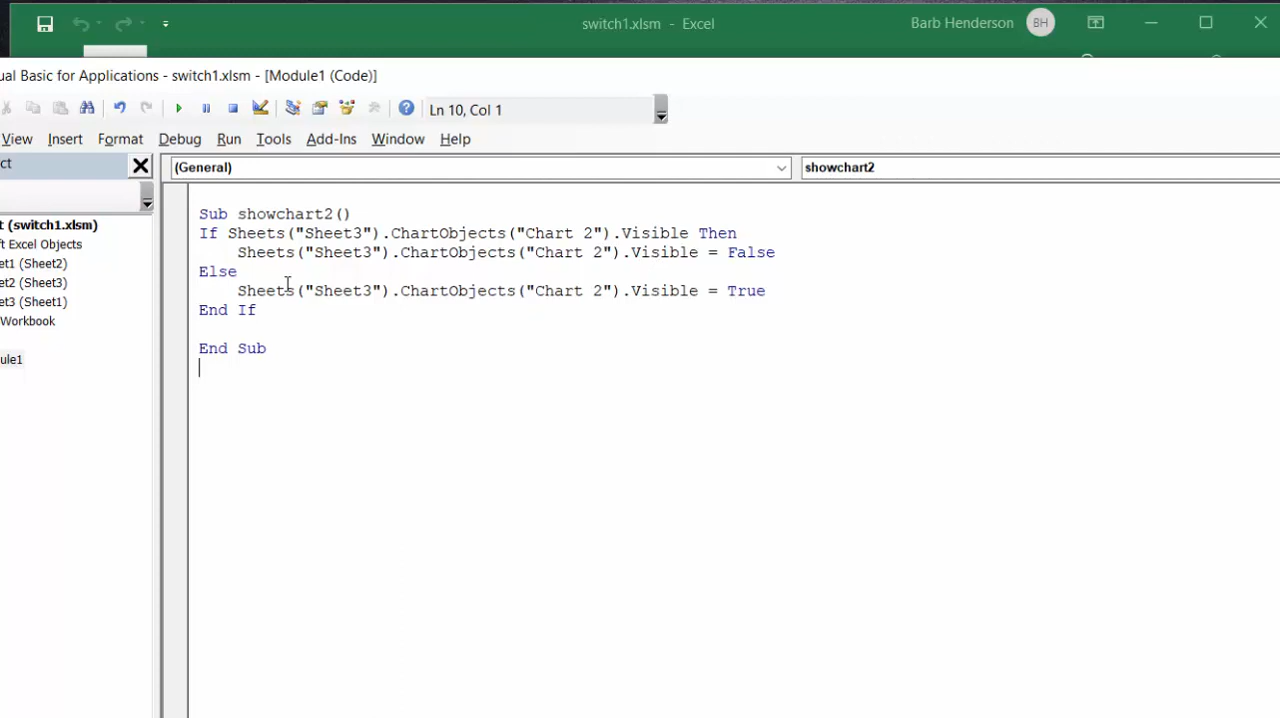 switch1.xlsm - Excel
Barb Henderson
BH
ual Basic for Applications - switch1.xlsm - [Module1 (Code)]
Ln 10, Col 1
View Insert Format Debug Run Tools Add-Ins Window Help
ct
(General)
showchart2
t (switch1.xlsm)
ft Excel Objects
et1 (Sheet2)
et2 (Sheet3)
et3 (Sheet1)
Workbook
ule1
Sub showchart2()
If Sheets("Sheet3").ChartObjects("Chart 2").Visible Then
Sheets("Sheet3").ChartObjects("Chart 2").Visible = False
Else
Sheets("Sheet3").ChartObjects("Chart 2").Visible = True
End If
End Sub